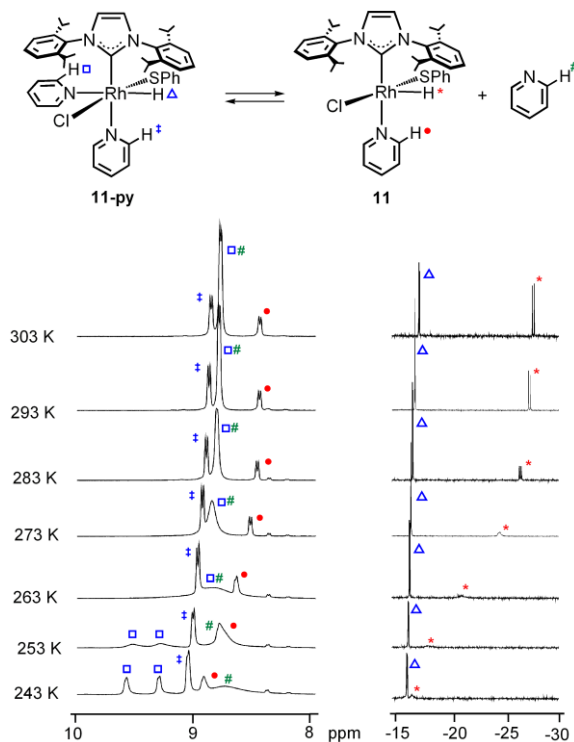 N N
N N
H □
SPh
SPh
H #
N Rh H Δ
Rh H *
+ N
Cl
Cl
N H ‡
N H •
11-py
11
□ #
Δ
*
‡
•
303 K
□ #
Δ
*
‡
•
293 K
□ #
Δ
*
‡
•
283 K
‡ □ #
•
Δ
*
273 K
‡
□ #
•
Δ
*
263 K
□ □ ‡ # •
Δ
*
253 K
□ □ ‡ • #
Δ
*
243 K
10 9 8 ppm -15 -20 -25 -30